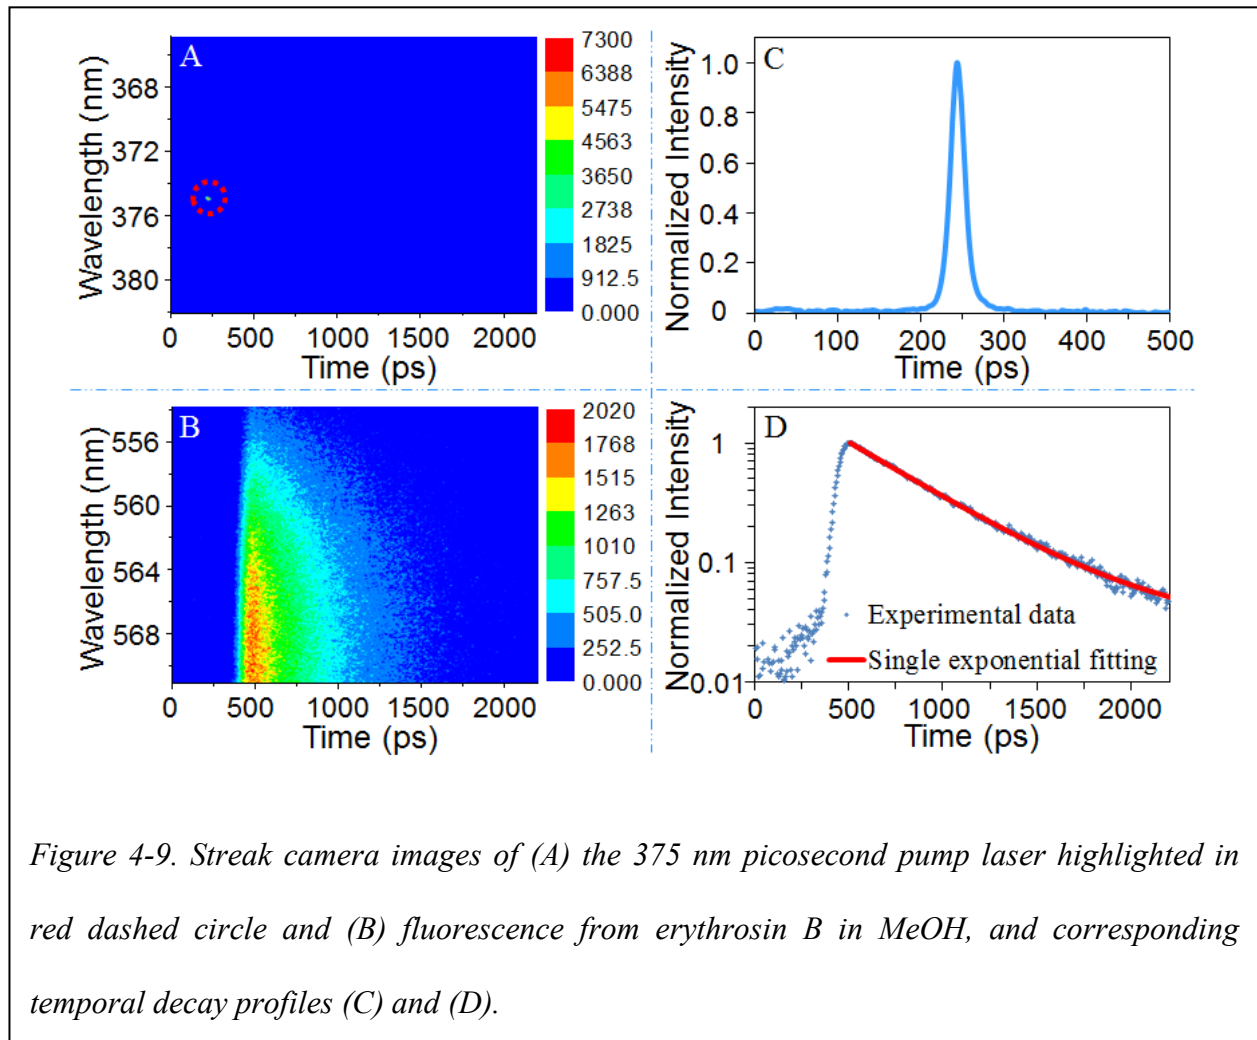 A
Wavelength (nm)
368
372
376
380
0 500 1000 1500 2000
Time (ps)
7300
6388
5475
4563
3650
2738
1825
912.5
0.000
C
Normalized Intensity
1.0
0.8
0.6
0.4
0.2
0
0 100 200 300 400 500
Time (ps)
B
Wavelength (nm)
556
560
564
568
0 500 1000 1500 2000
Time (ps)
2020
1768
1515
1263
1010
757.5
505.0
252.5
0.000
D
Normalized Intensity
1
0.1
0.01
Experimental data
Single exponential fitting
0 500 1000 1500 2000
Time (ps)
Figure 4-9. Streak camera images of (A) the 375 nm picosecond pump laser highlighted in
red dashed circle and (B) fluorescence from erythrosin B in MeOH, and corresponding
temporal decay profiles (C) and (D).